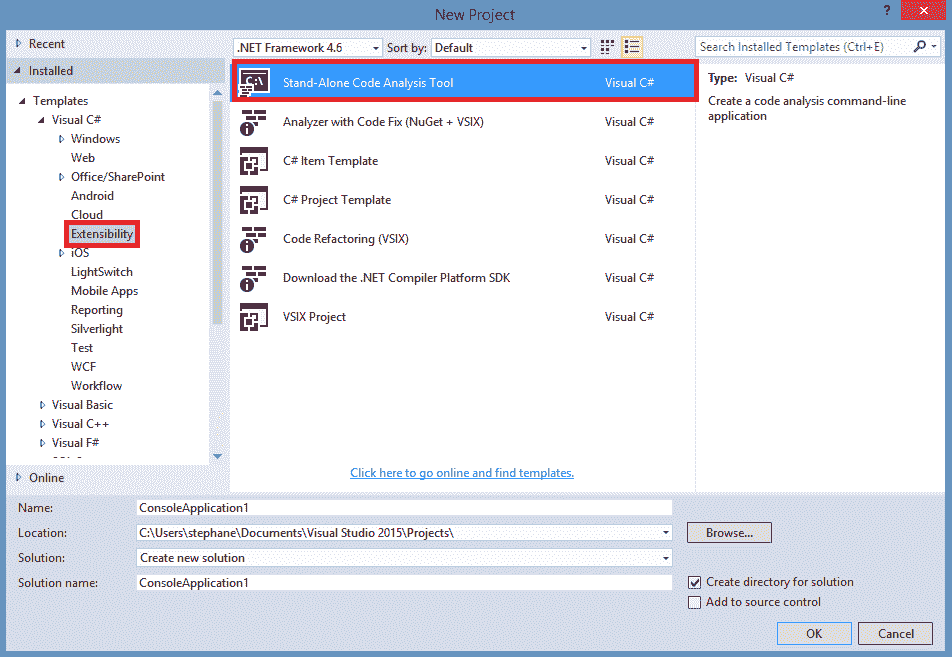 New Project
?
Recent
Installed
Templates
Visual C#
Windows
Web
Office/SharePoint
Android
Cloud
Extensibility
iOS
LightSwitch
Mobile Apps
Reporting
Silverlight
Test
WCF
Workflow
Visual Basic
Visual C++
Visual F#
Online
.NET Framework 4.6 Sort by: Default
C:\ Stand-Alone Code Analysis Tool Visual C#
Analyzer with Code Fix (NuGet + VSIX) Visual C#
C# Item Template Visual C#
C# Project Template Visual C#
Code Refactoring (VSIX) Visual C#
Download the .NET Compiler Platform SDK Visual C#
VSIX Project Visual C#
Click here to go online and find templates.
Search Installed Templates (Ctrl+E)
Type: Visual C#
Create a code analysis command-line
application
Name: ConsoleApplication1
Location: C:\Users\stephane\Documents\Visual Studio 2015\Projects\ Browse...
Solution: Create new solution
Solution name: ConsoleApplication1 Create directory for solution
Add to source control
OK Cancel